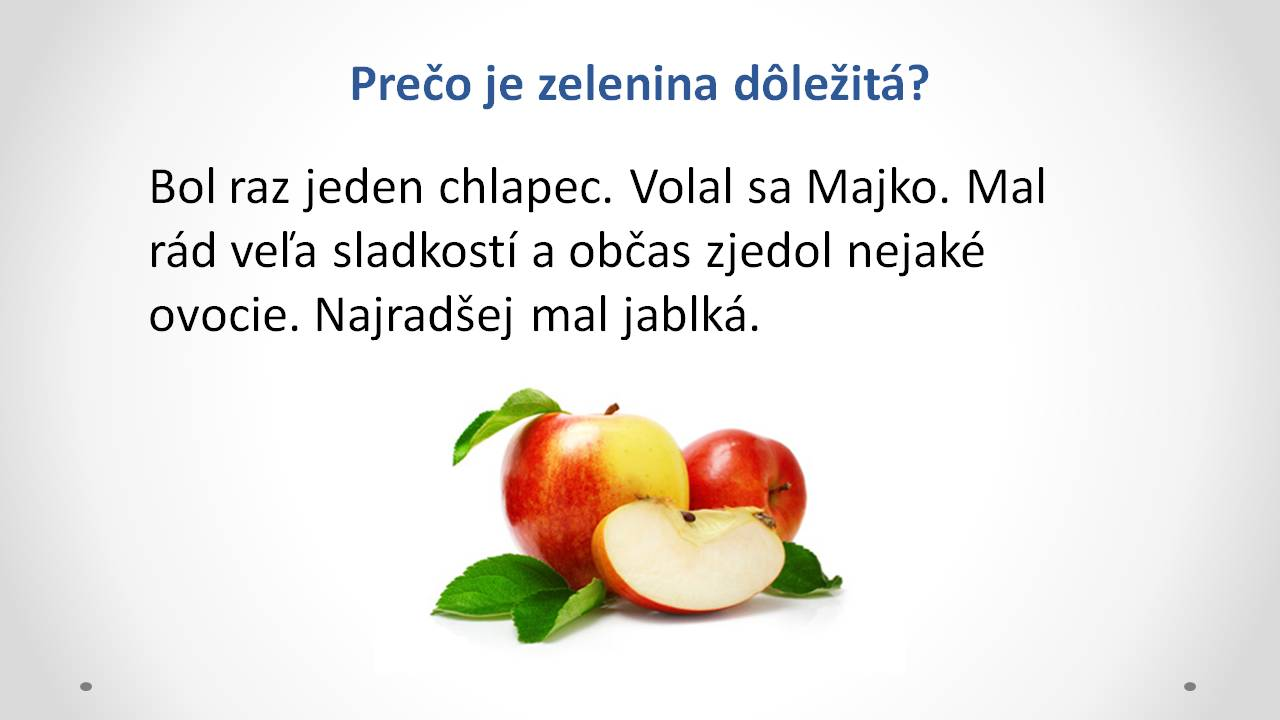 Prečo je zelenina dôležitá?
Bol raz jeden chlapec. Volal sa Majko. Mal
rád veľa sladkostí a občas zjedol nejaké
ovocie. Najradšej mal jablká.